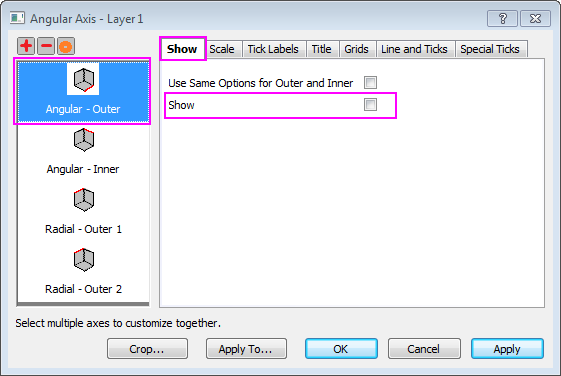 Angular Axis - Layer1
Show Scale Tick Labels Title Grids Line and Ticks Special Ticks
Angular - Outer
Angular - Inner
Radial - Outer 1
Radial - Outer 2
Use Same Options for Outer and Inner
Show
Select multiple axes to customize together.
Crop... Apply To... OK Cancel Apply